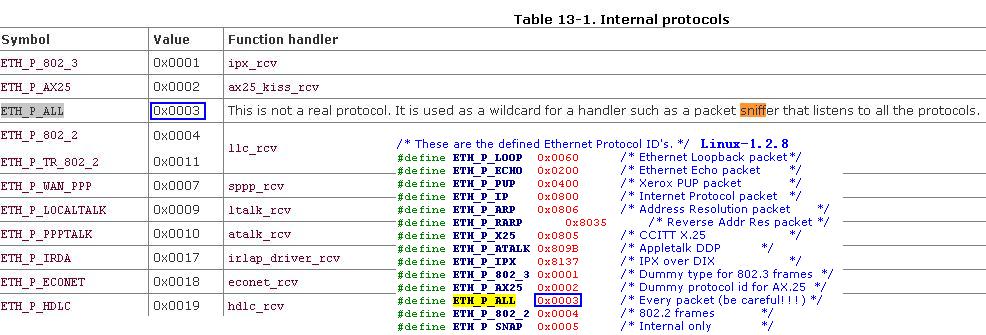 Table 13-1. Internal protocols
Symbol Value Function handler
ETH_P_802_3 0x0001 ipx_rcv
ETH_P_AX25 0x0002 ax25_kiss_rcv
ETH_P_ALL 0x0003 This is not a real protocol. It is used as a wildcard for a handler such as a packet sniffer that listens to all the protocols.
ETH_P_802_2 0x0004 llc_rcv
ETH_P_TR_802_2 0x0011
ETH_P_WAN_PPP 0x0007 sppp_rcv
ETH_P_LOCALTALK 0x0009 ltalk_rcv
ETH_P_PPPTALK 0x0010 atalk_rcv
ETH_P_IRDA 0x0017 irlap_driver_rcv
ETH_P_ECONET 0x0018 econet_rcv
ETH_P_HDLC 0x0019 hdlc_rcv
/* These are the defined Ethernet Protocol ID's. */ Linux-1.2.8
#define ETH_P_LOOP 0x0060 /* Ethernet Loopback packet*/
#define ETH_P_ECHO 0x0200 /* Ethernet Echo packet */
#define ETH_P_PUP 0x0400 /* Xerox PUP packet */
#define ETH_P_IP 0x0800 /* Internet Protocol packet */
#define ETH_P_ARP 0x0806 /* Address Resolution packet */
#define ETH_P_RARP 0x8035 /* Reverse Addr Res packet */
#define ETH_P_X25 0x0805 /* CCITT X.25 */
#define ETH_P_ATALK 0x809B /* Appletalk DDP */
#define ETH_P_IPX 0x8137 /* IPX over DIX */
#define ETH_P_802_3 0x0001 /* Dummy type for 802.3 frames */
#define ETH_P_AX25 0x0002 /* Dummy protocol id for AX.25 */
#define ETH_P_ALL 0x0003 /* Every packet (be careful!!!) */
#define ETH_P_802_2 0x0004 /* 802.2 frames */
#define ETH_P_SNAP 0x0005 /* Internal only */